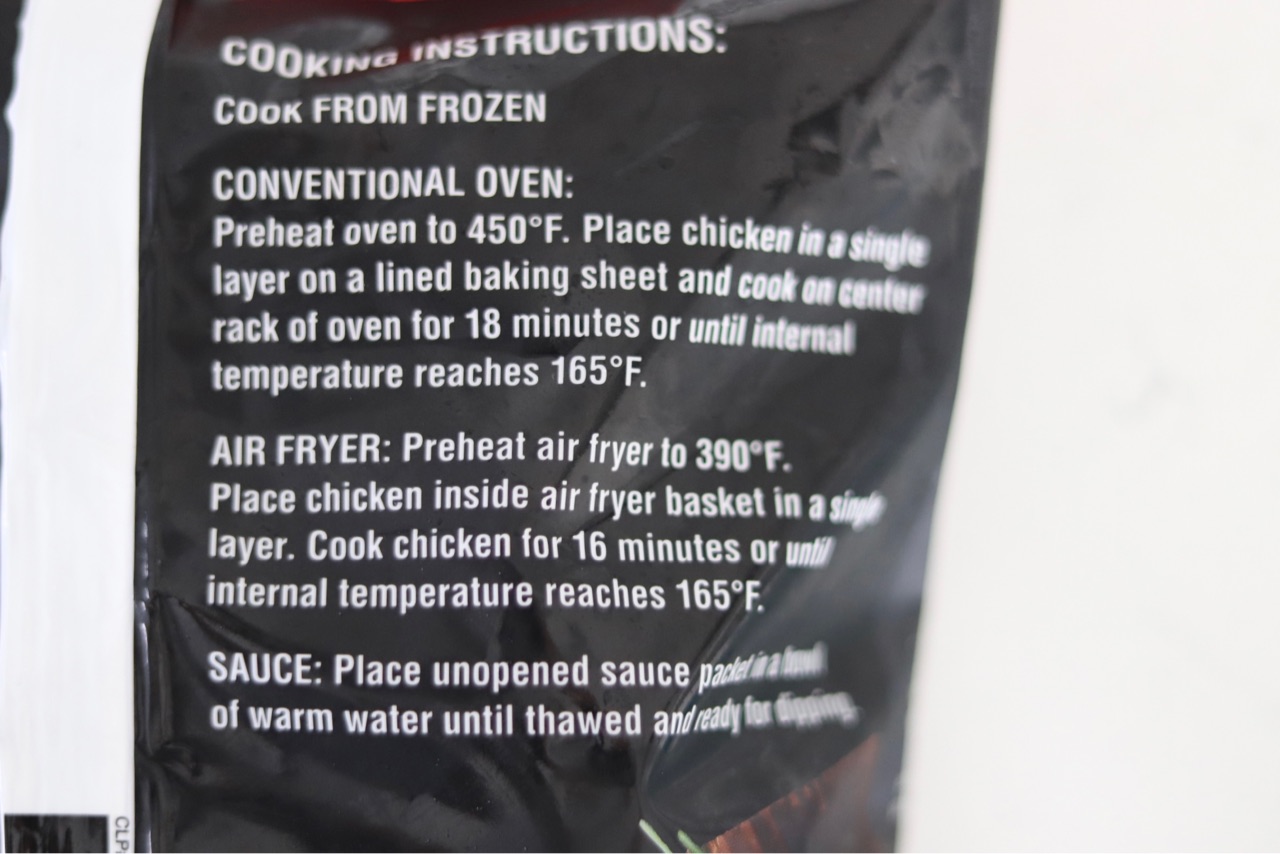 COOKING INSTRUCTIONS:
COOK FROM FROZEN
CONVENTIONAL OVEN:
Preheat oven to 450°F. Place chicken in a single
layer on a lined baking sheet and cook on center
rack of oven for 18 minutes or until internal
temperature reaches 165°F.
AIR FRYER: Preheat air fryer to 390°F.
Place chicken inside air fryer basket in a single
layer. Cook chicken for 16 minutes or until
internal temperature reaches 165°F.
SAUCE: Place unopened sauce packet in a bowl
of warm water until thawed and ready for dipping.